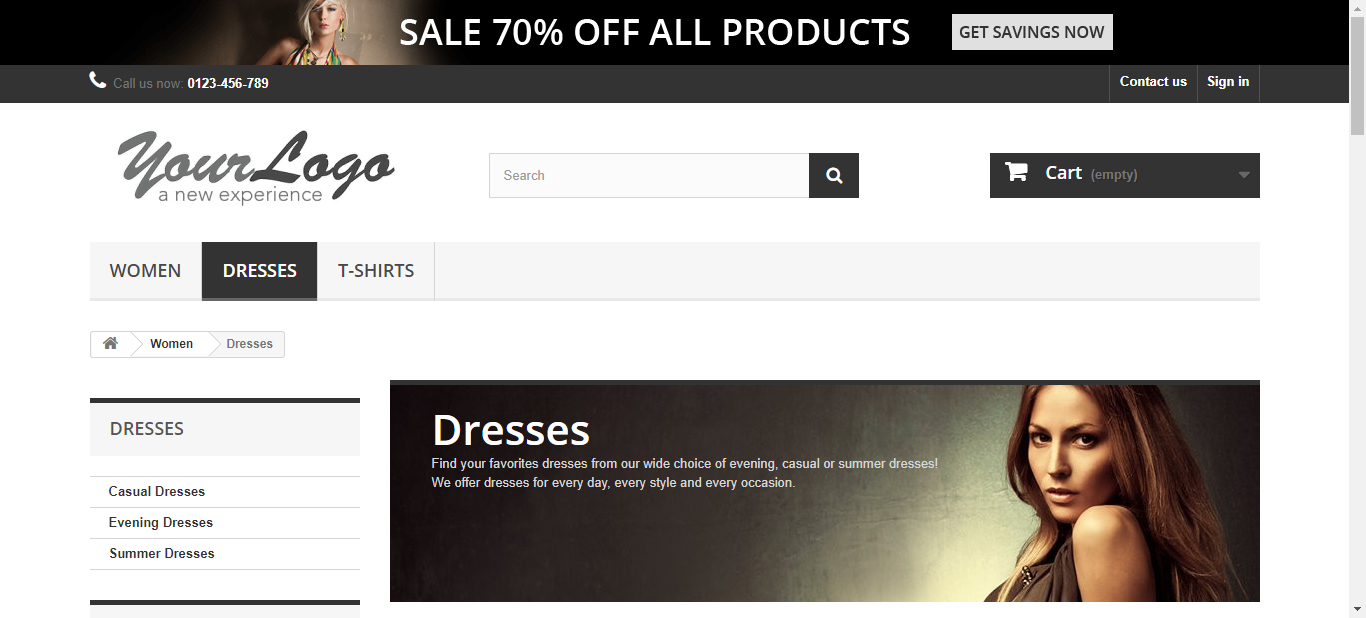 SALE 70% OFF ALL PRODUCTS GET SAVINGS NOW
Call us now: 0123-456-789 Contact us Sign in
Your Logo
a new experience
Search
Cart (empty)
WOMEN DRESSES T-SHIRTS
Women Dresses
DRESSES
Casual Dresses
Evening Dresses
Summer Dresses
Dresses
Find your favorites dresses from our wide choice of evening, casual or summer dresses!
We offer dresses for every day, every style and every occasion.